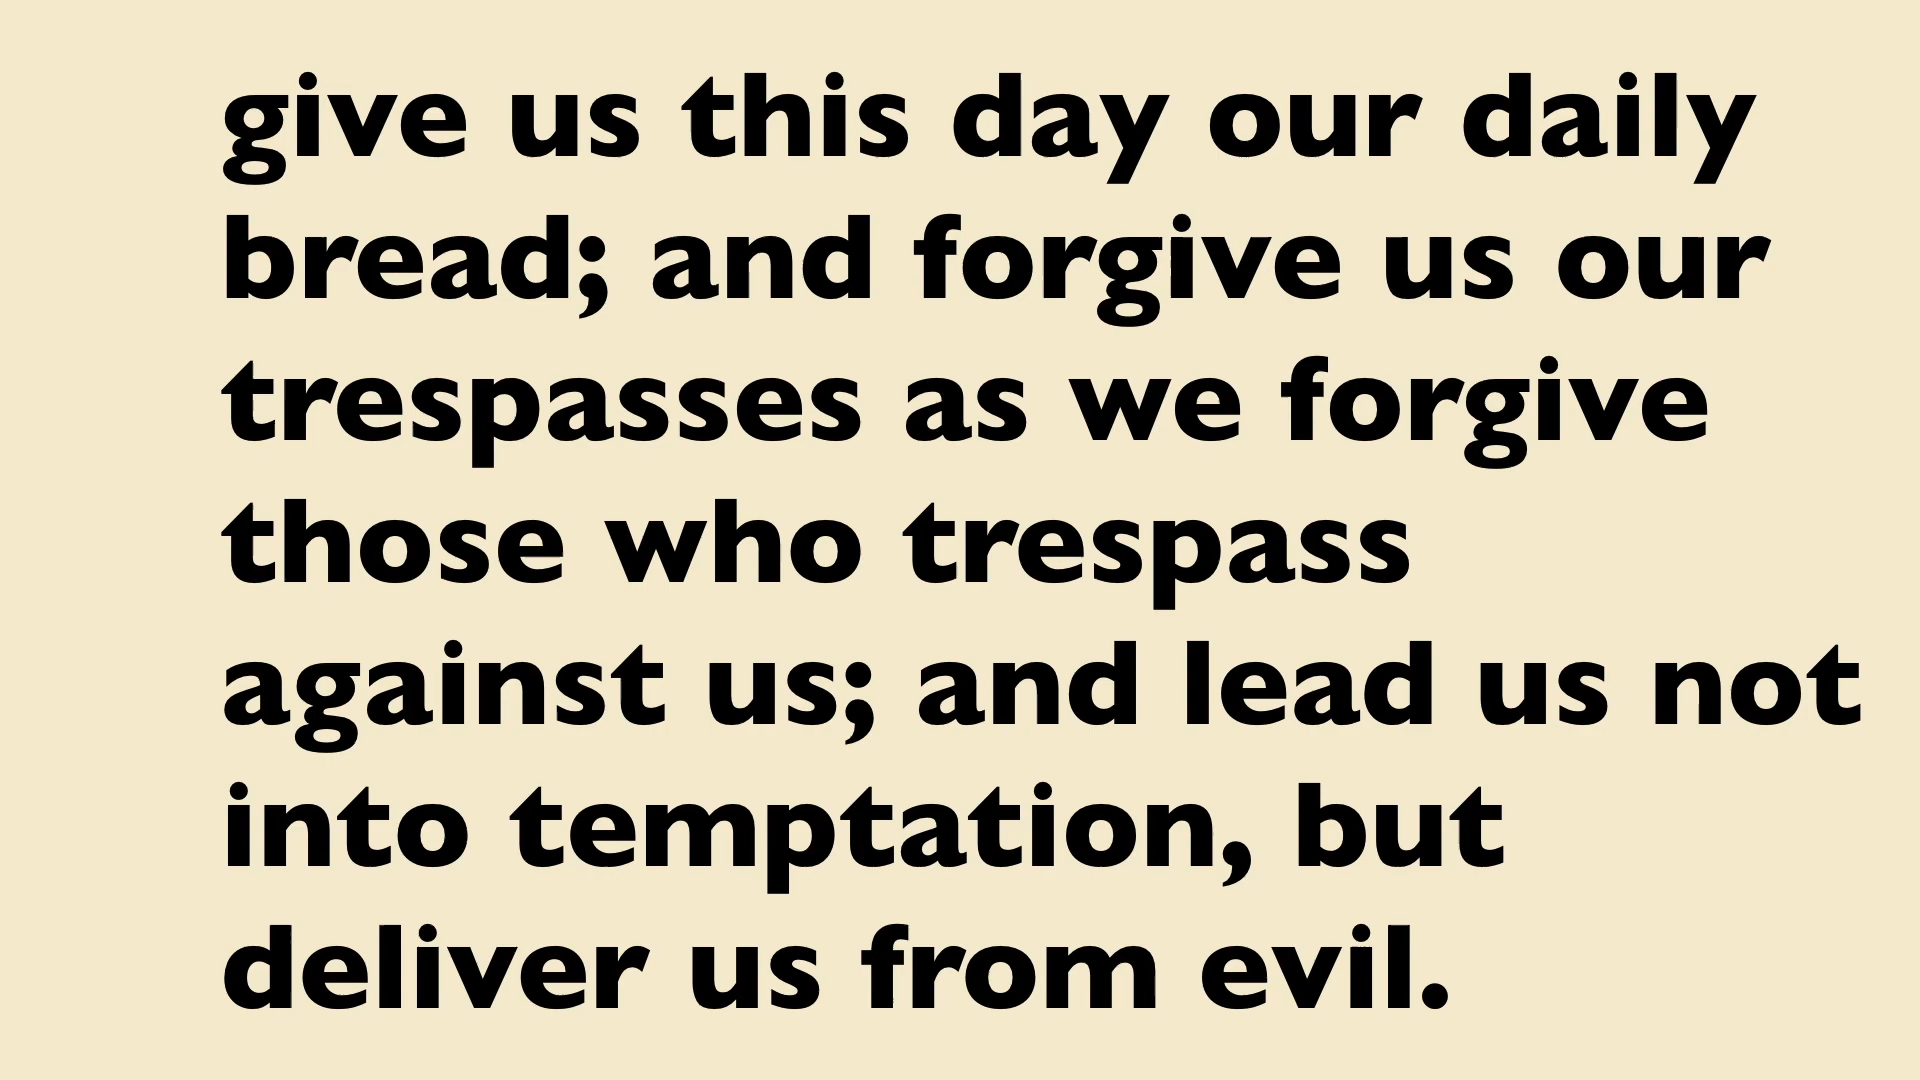 give us this day our daily
bread; and forgive us our
trespasses as we forgive
those who trespass
against us; and lead us not
into temptation, but
deliver us from evil.